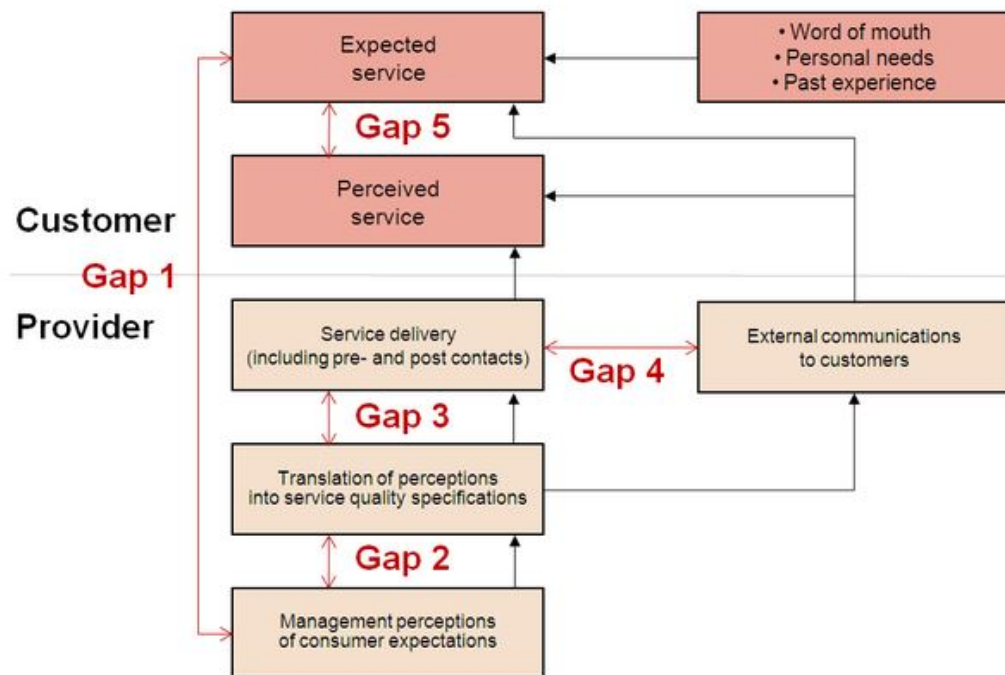 Expected
service
• Word of mouth
• Personal needs
• Past experience
Gap 5
Perceived
service
Customer
Gap 1
Provider
Service delivery
(including pre- and post contacts)
Gap 4
External communications
to customers
Gap 3
Translation of perceptions
into service quality specifications
Gap 2
Management perceptions
of consumer expectations